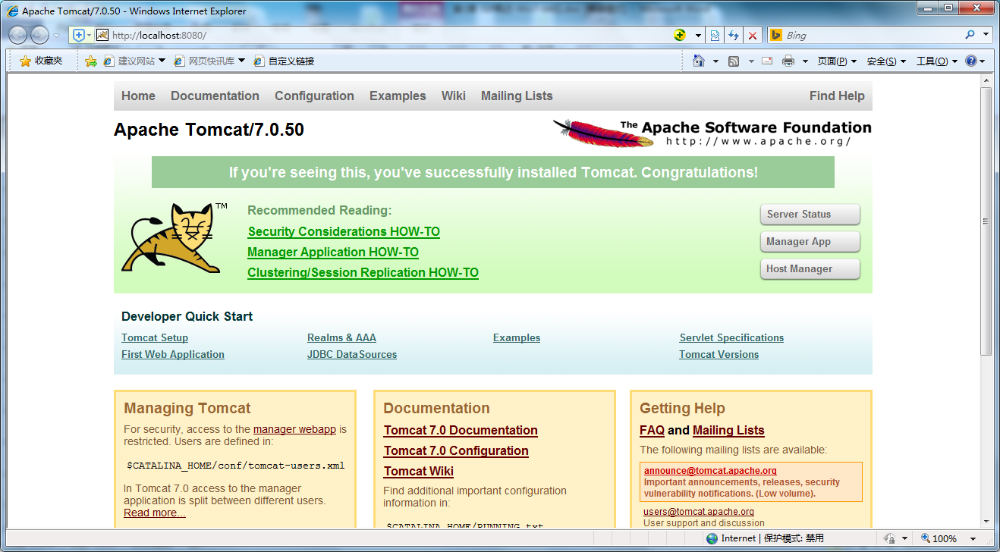 Apache Tomcat/7.0.50 - Windows Internet Explorer
http://localhost:8080/
Bing
收藏夹
建议网站
网页快讯库
自定义链接
页面(P)
安全(S)
工具(O)
Home Documentation Configuration Examples Wiki Mailing Lists Find Help
Apache Tomcat/7.0.50
The Apache Software Foundation
http://www.apache.org/
If you're seeing this, you've successfully installed Tomcat. Congratulations!
TM
Recommended Reading:
Security Considerations HOW-TO
Manager Application HOW-TO
Clustering/Session Replication HOW-TO
Server Status
Manager App
Host Manager
Developer Quick Start
Tomcat Setup
First Web Application
Realms & AAA
JDBC DataSources
Examples
Servlet Specifications
Tomcat Versions
Managing Tomcat
For security, access to the manager webapp is
restricted. Users are defined in:
$CATALINA_HOME/conf/tomcat-users.xml
In Tomcat 7.0 access to the manager
application is split between different users.
Read more...
Documentation
Tomcat 7.0 Documentation
Tomcat 7.0 Configuration
Tomcat Wiki
Find additional important configuration
information in:
$CATALINA_HOME/RUNNING.txt
Getting Help
FAQ and Mailing Lists
The following mailing lists are available:
announce@tomcat.apache.org
Important announcements, releases, security
vulnerability notifications. (Low volume).
users@tomcat.apache.org
User support and discussion
Internet | 保护模式: 禁用
100%